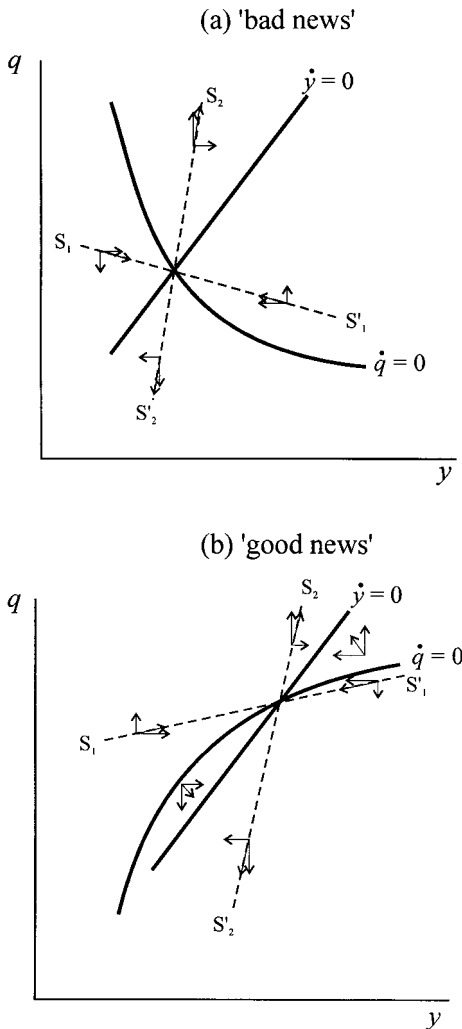 (a) 'bad news'
q
S₂
ẏ = 0
S₁
S'₁
q̇ = 0
S'₂
y
(b) 'good news'
q
S₂
ẏ = 0
q̇ = 0
S'₁
S₁
S'₂
y